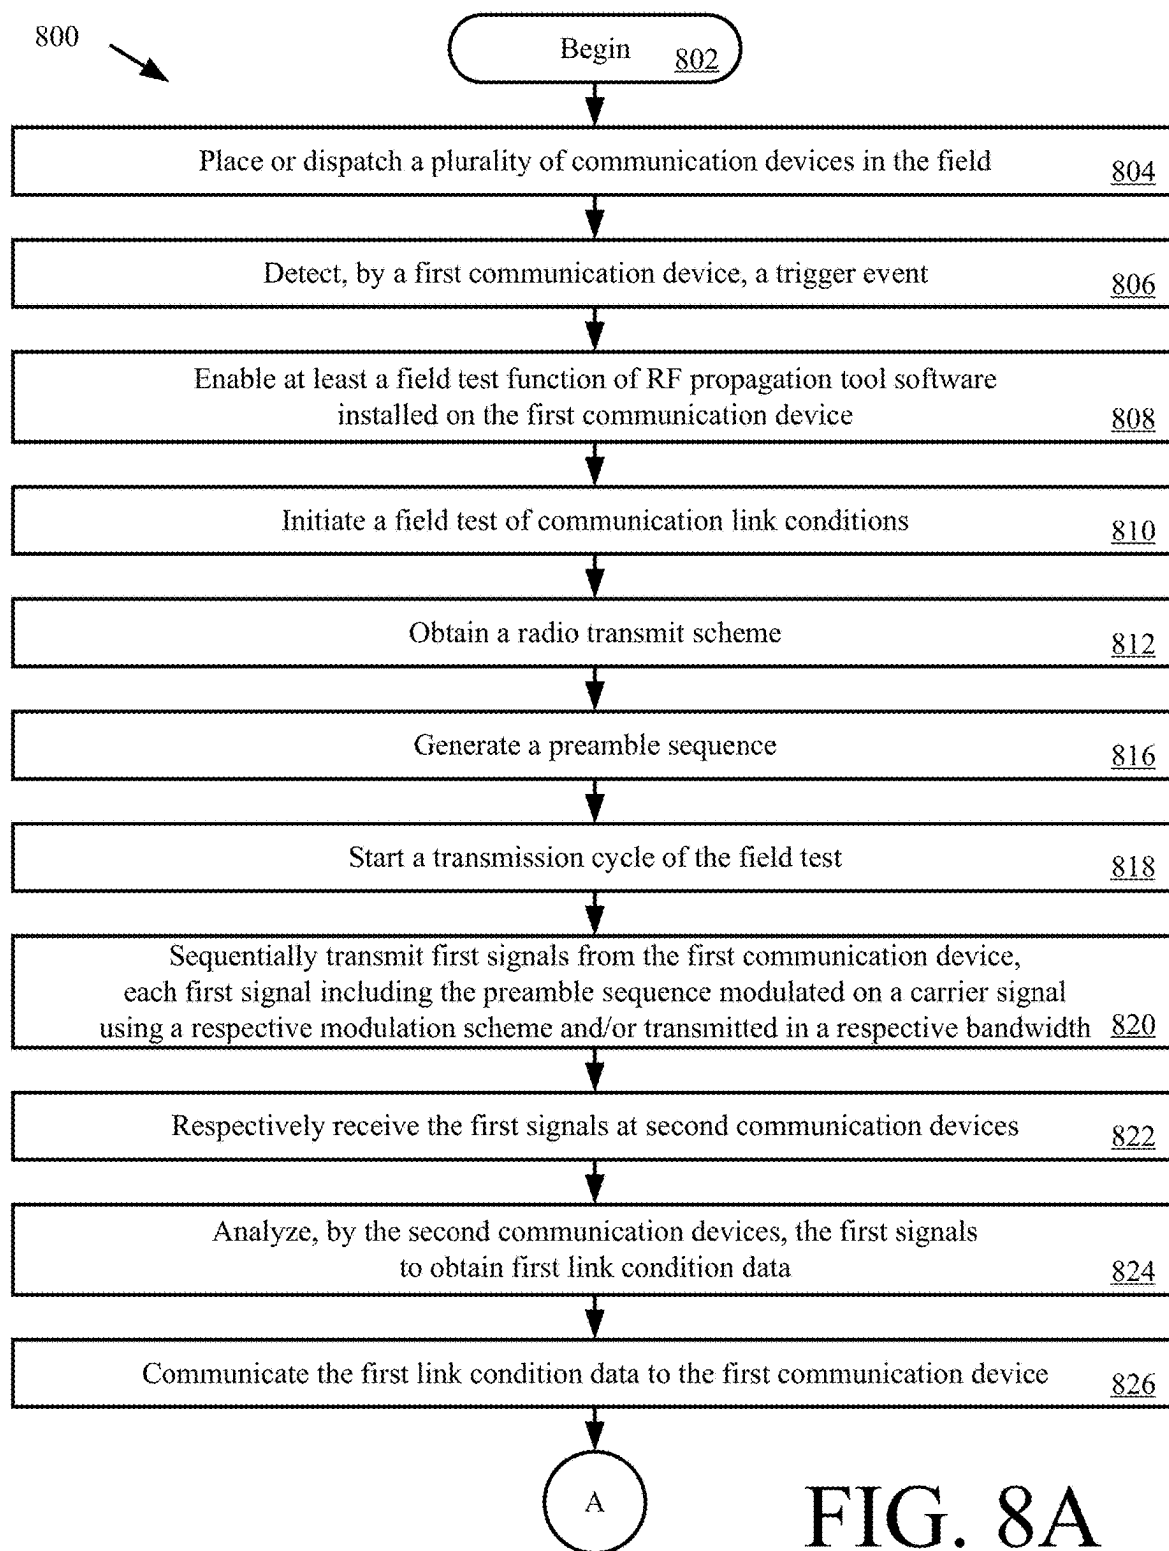 800
Begin 802
Place or dispatch a plurality of communication devices in the field 804
Detect, by a first communication device, a trigger event 806
Enable at least a field test function of RF propagation tool software
installed on the first communication device 808
Initiate a field test of communication link conditions 810
Obtain a radio transmit scheme 812
Generate a preamble sequence 816
Start a transmission cycle of the field test 818
Sequentially transmit first signals from the first communication device,
each first signal including the preamble sequence modulated on a carrier signal
using a respective modulation scheme and/or transmitted in a respective bandwidth 820
Respectively receive the first signals at second communication devices 822
Analyze, by the second communication devices, the first signals
to obtain first link condition data 824
Communicate the first link condition data to the first communication device 826
A
FIG. 8A